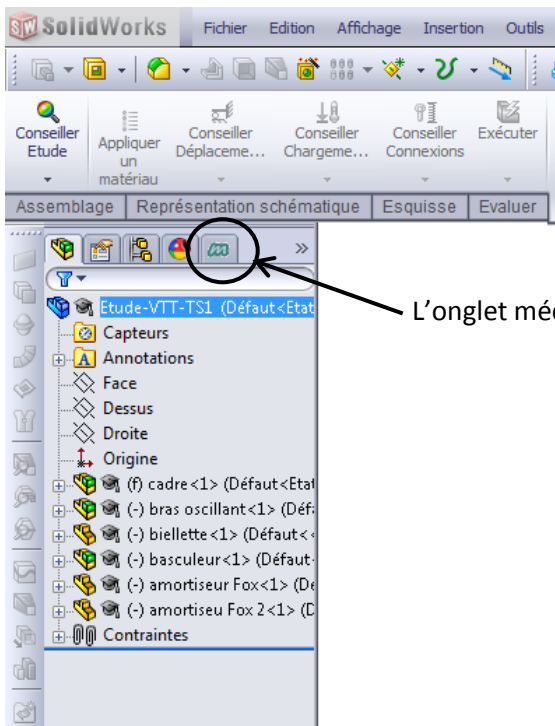 SolidWorks Fichier Edition Affichage Insertion Outils
Conseiller Etude
Appliquer un matériau
Conseiller Déplaceme...
Conseiller Chargeme...
Conseiller Connexions
Exécuter
Assemblage Représentation schématique Esquisse Evaluer
»
L'onglet mé
Etude-VTT-TS1 (Défaut<Etat
Capteurs
A Annotations
Face
Dessus
Droite
Origine
(f) cadre<1> (Défaut<Etat
(-) bras oscillant<1> (Défa
(-) biellette<1> (Défaut<
(-) basculeur<1> (Défaut
(-) amortiseur Fox<1> (De
(-) amortiseu Fox 2<1> (D
Contraintes